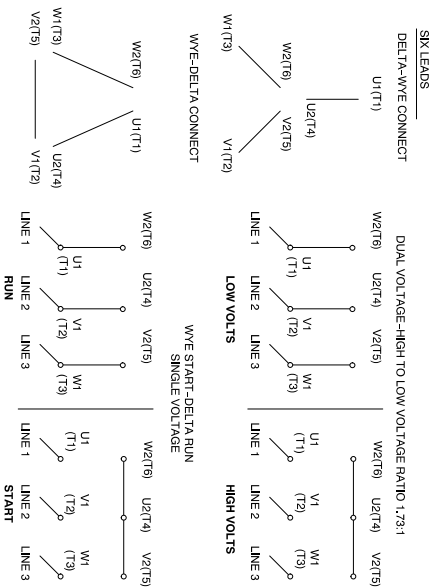 SIX LEADS
DELTA-WYE CONNECT
U1(T1)
U2(T4)
W2(T6)
V2(T5)
W1(T3)
V1(T2)
DUAL VOLTAGE-HIGH TO LOW VOLTAGE RATIO 1.73:1
W2(T6) U2(T4) V2(T5)
U1 V1 W1
(T1) (T2) (T3)
LINE 1 LINE 2 LINE 3
LOW VOLTS
W2(T6) U2(T4) V2(T5)
U1 V1 W1
(T1) (T2) (T3)
LINE 1 LINE 2 LINE 3
HIGH VOLTS
WYE-DELTA CONNECT
W2(T6) U1(T1)
W1(T3) U2(T4)
V2(T5) V1(T2)
WYE START-DELTA RUN
SINGLE VOLTAGE
W2(T6) U2(T4) V2(T5)
U1 V1 W1
(T1) (T2) (T3)
LINE 1 LINE 2 LINE 3
RUN
W2(T6) U2(T4) V2(T5)
U1 V1 W1
(T1) (T2) (T3)
LINE 1 LINE 2 LINE 3
START